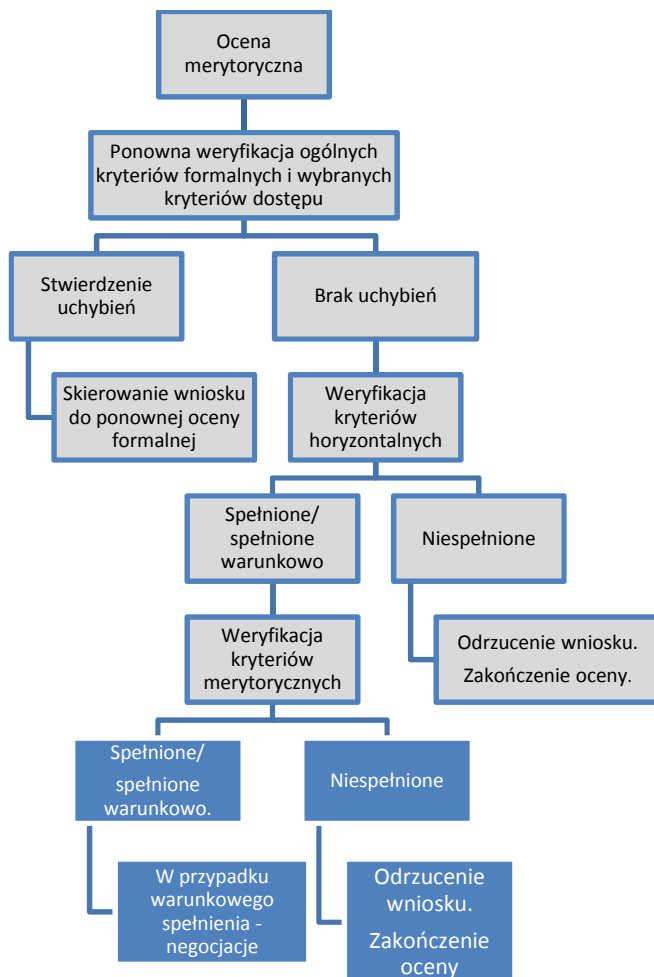 Ocena
merytoryczna
Ponowna weryfikacja ogólnych
kryteriów formalnych i wybranych
kryteriów dostępu
Stwierdzenie
uchybień
Brak uchybień
Skierowanie wniosku
do ponownej oceny
formalnej
Weryfikacja
kryteriów
horyzontalnych
Spełnione/
spełnione
warunkowo
Niespełnione
Weryfikacja
kryteriów
merytorycznych
Odrzucenie wniosku.
Zakończenie oceny.
Spełnione/
spełnione
warunkowo.
Niespełnione
W przypadku
warunkowego
spełnienia -
negocjacje
Odrzucenie
wniosku.
Zakończenie
oceny